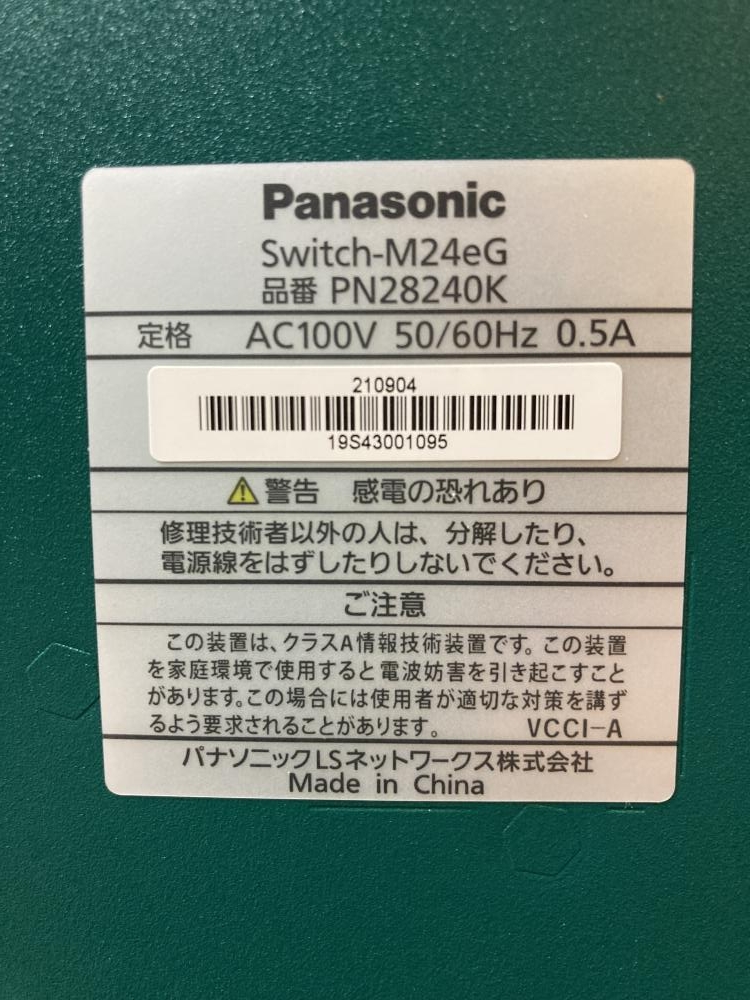 Panasonic
Switch-M24eG
品番 PN28240K
定格 AC100V 50/60Hz 0.5A
210904
19S43001095
警告 感電の恐れあり
修理技術者以外の人は、分解したり、
電源線をはずしたりしないでください。
ご注意
この装置は、クラスA情報技術装置です。この装置
を家庭環境で使用すると電波妨害を引き起こすこと
があります。この場合には使用者が適切な対策を講ず
るよう要求されることがあります。 VCCI-A
パナソニックLSネットワークス株式会社
Made in China